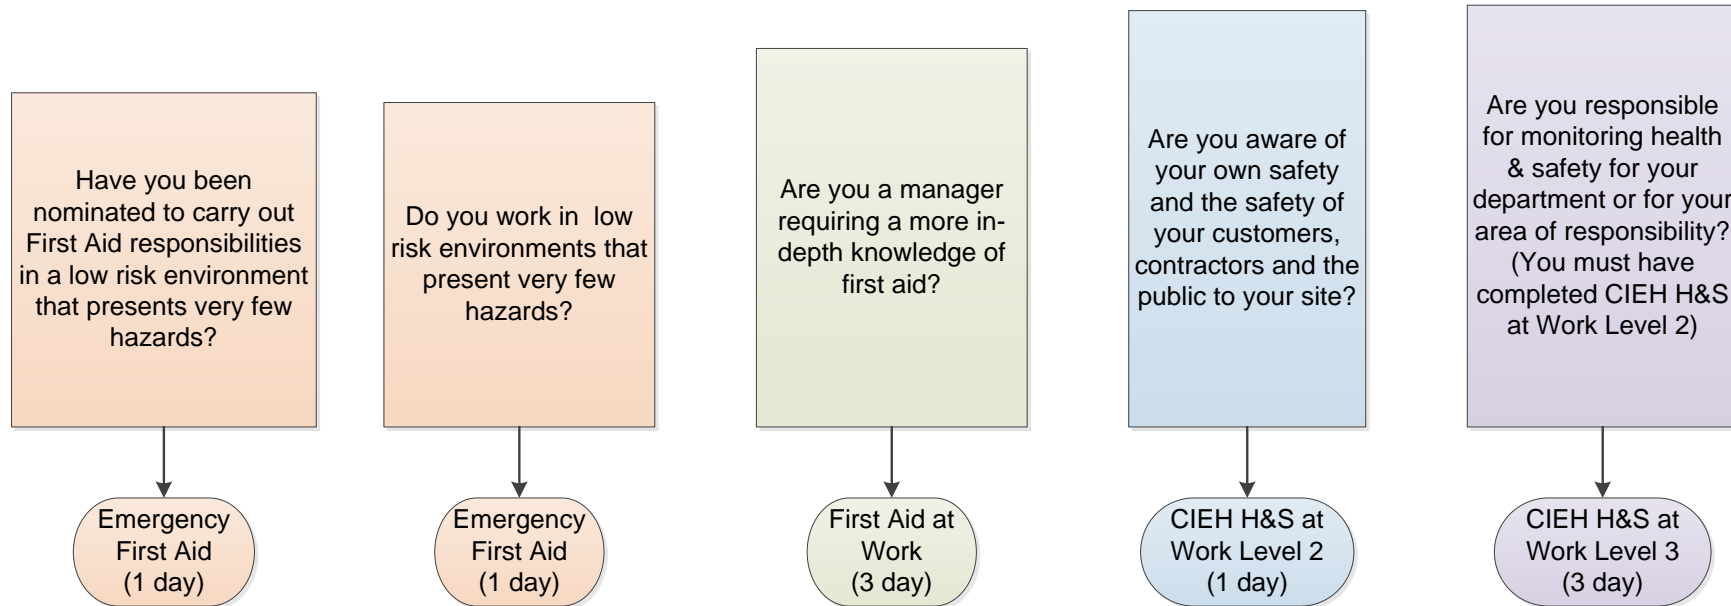 Have you been
nominated to carry out
First Aid responsibilities
in a low risk environment
that presents very few
hazards?
Do you work in  low
risk environments that
present very few
hazards?
Are you a manager
requiring a more in-
depth knowledge of
first aid?
Are you aware of
your own safety
and the safety of
your customers,
contractors and the
public to your site?
Are you responsible
for monitoring health
& safety for your
department or for your
area of responsibility?
(You must have
completed CIEH H&S
at Work Level 2)
Emergency
First Aid
(1 day)
Emergency
First Aid
(1 day)
First Aid at
Work
(3 day)
CIEH H&S at
Work Level 2
(1 day)
CIEH H&S at
Work Level 3
(3 day)